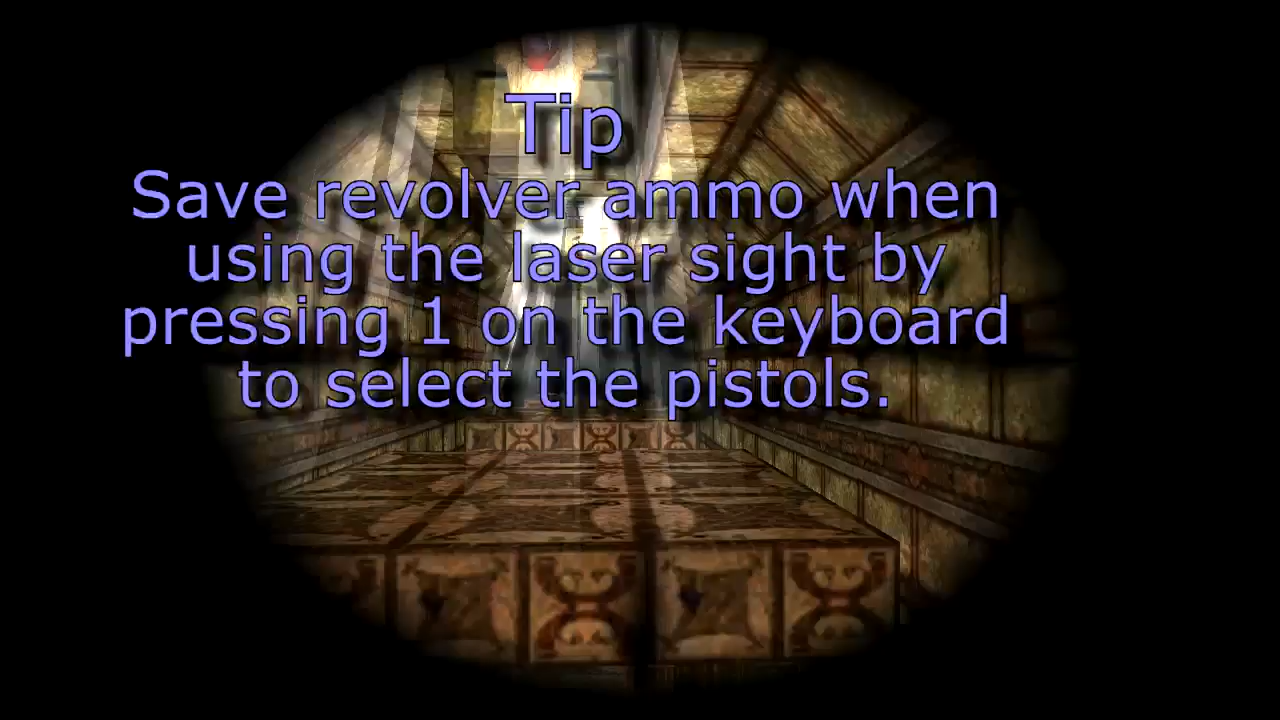 Tip
Save revolver ammo when
using the laser sight by
pressing 1 on the keyboard
to select the pistols.